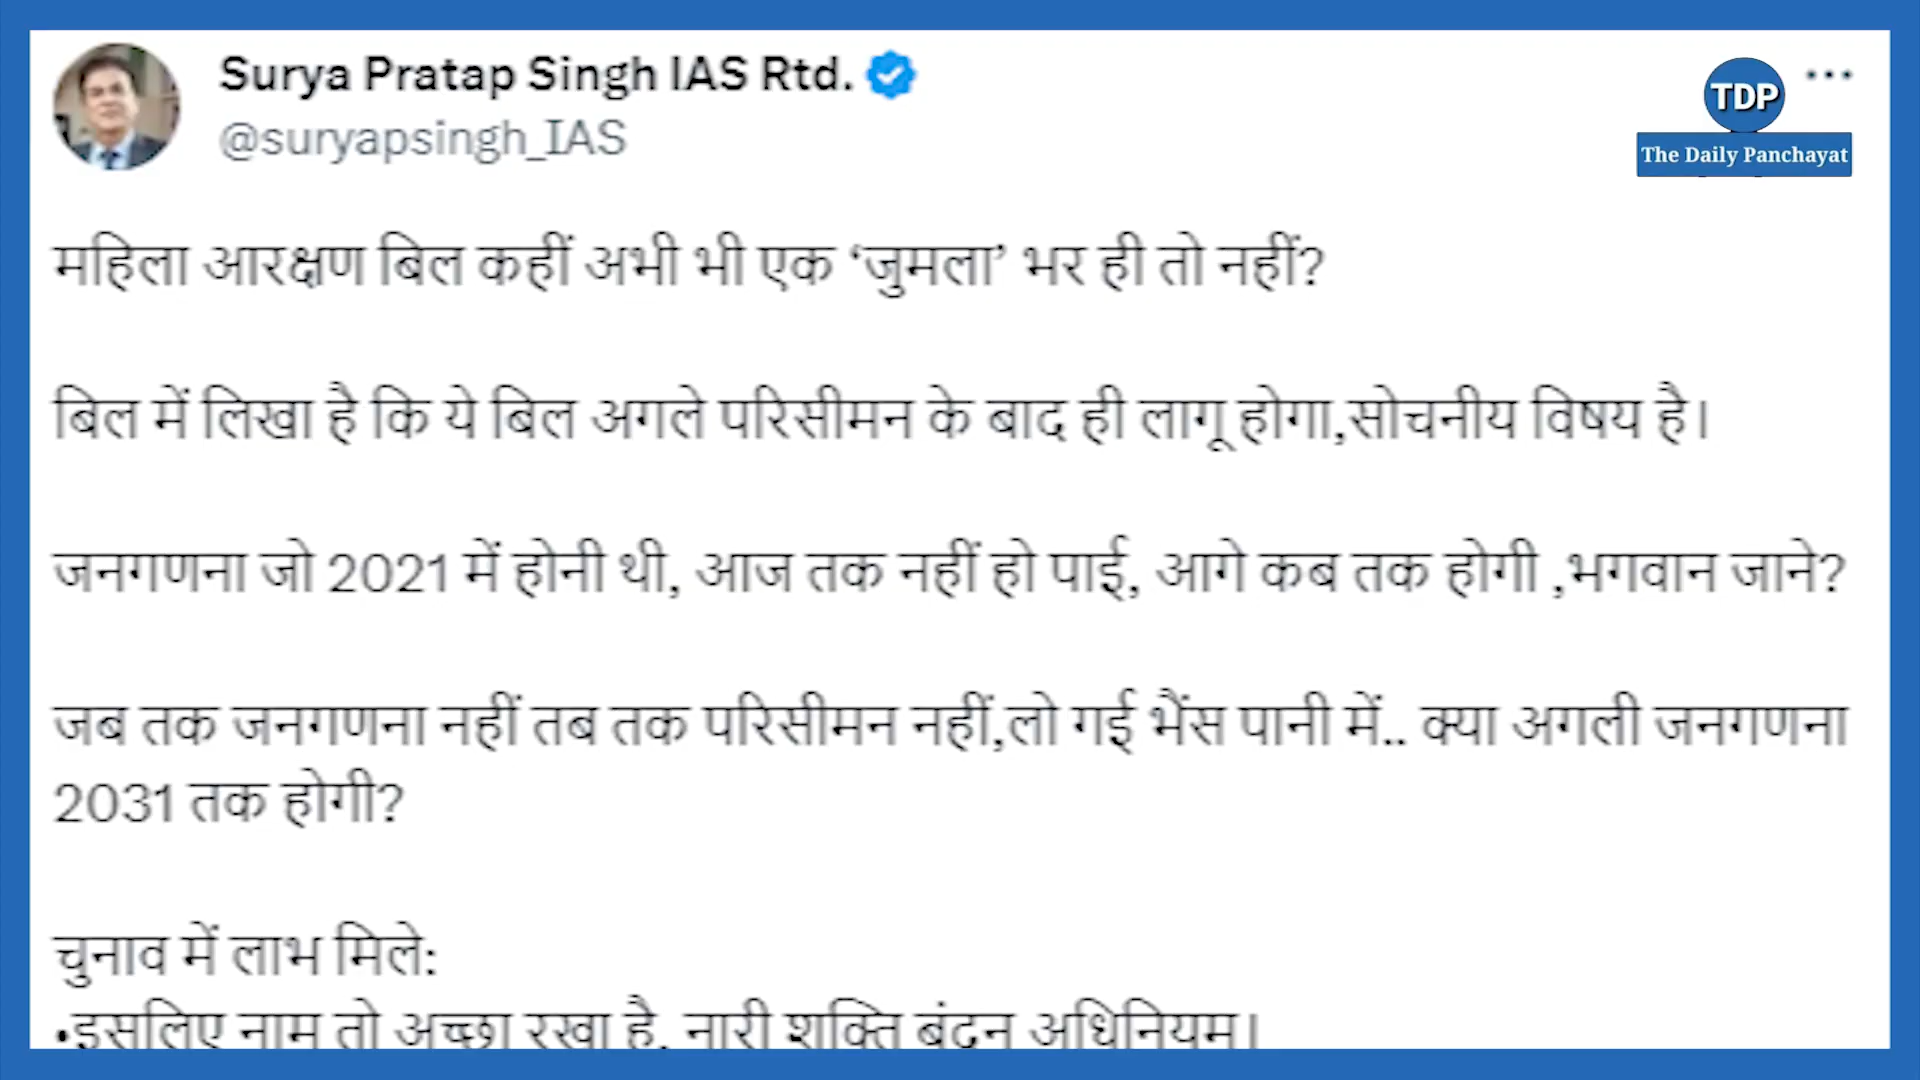 Surya Pratap Singh IAS Rtd.
@suryapsingh_IAS
TDP
The Daily Panchayat
महिला आरक्षण बिल कहीं अभी भी एक ‘जुमला’ भर ही तो नहीं?
बिल में लिखा है कि ये बिल अगले परिसीमन के बाद ही लागू होगा,सोचनीय विषय है।
जनगणना जो 2021 में होनी थी, आज तक नहीं हो पाई, आगे कब तक होगी ,भगवान जाने?
जब तक जनगणना नहीं तब तक परिसीमन नहीं,लो गई भैंस पानी में.. क्या अगली जनगणना
2031 तक होगी?
चुनाव में लाभ मिले:
•इसलिए नाम तो अच्छा रखा है, नारी शक्ति बंदन अधिनियम।